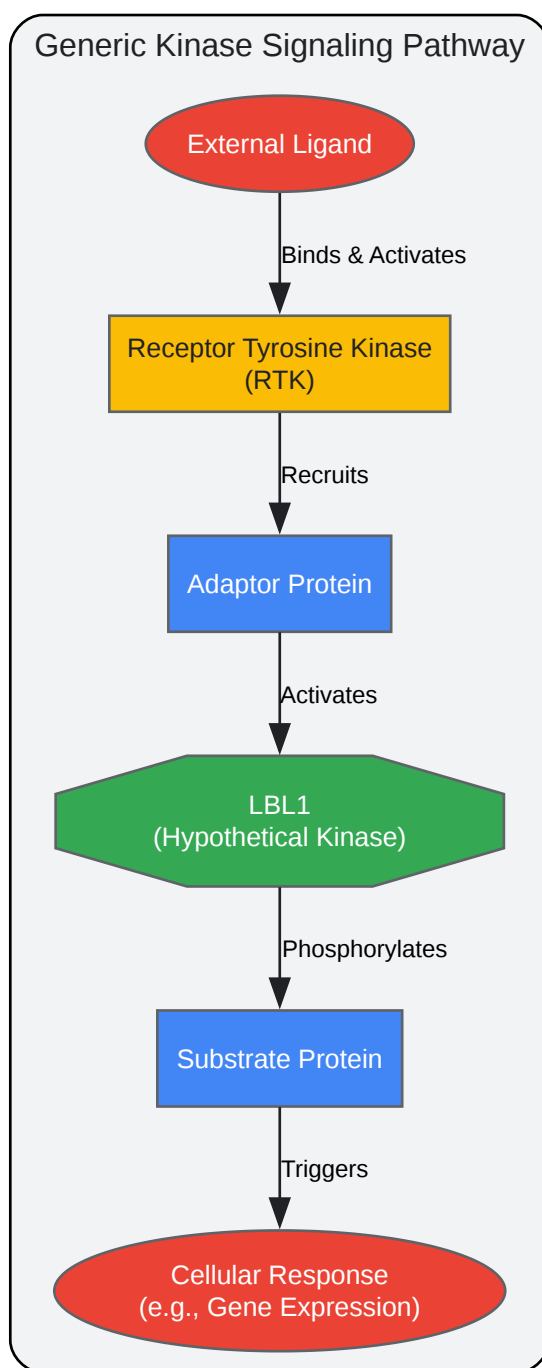 Generic Kinase Signaling Pathway
External Ligand
Binds & Activates
Receptor Tyrosine Kinase
(RTK)
Recruits
Adaptor Protein
Activates
LBL1
(Hypothetical Kinase)
Phosphorylates
Substrate Protein
Triggers
Cellular Response
(e.g., Gene Expression)